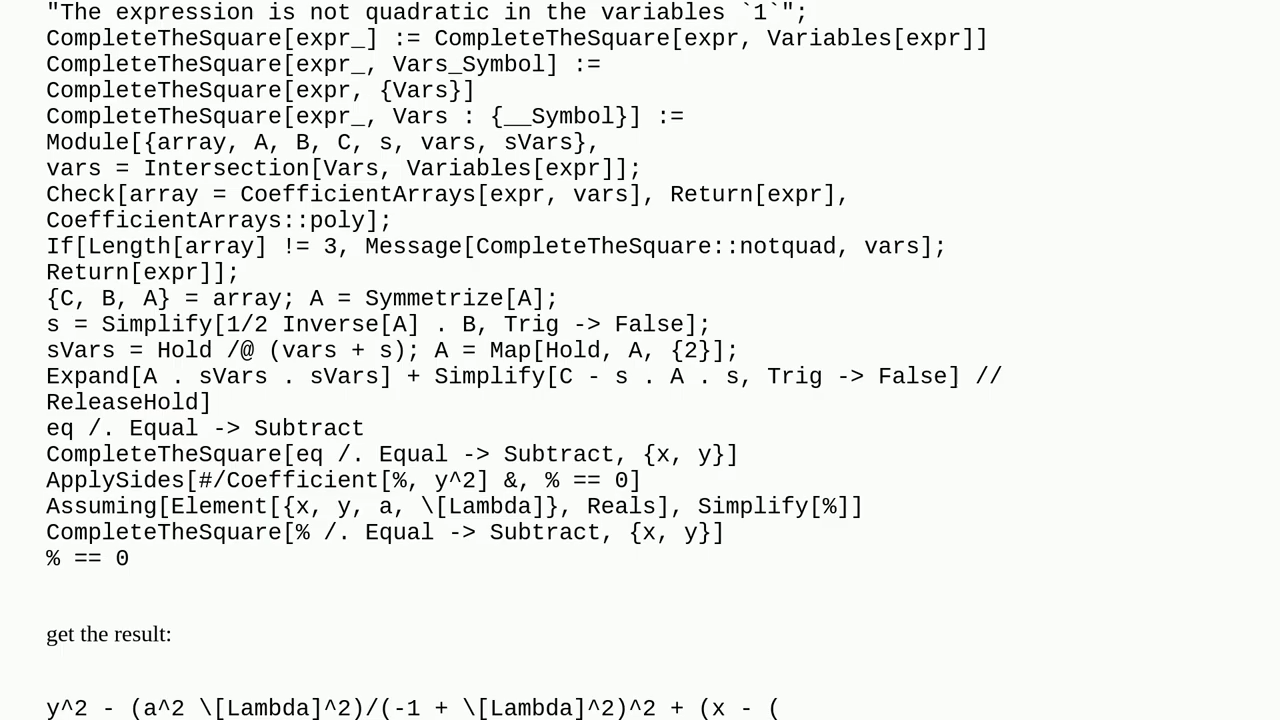 "The expression is not quadratic in the variables `1`";
CompleteTheSquare[expr_] := CompleteTheSquare[expr, Variables[expr]]
CompleteTheSquare[expr_, Vars_Symbol] :=
CompleteTheSquare[expr, {Vars}]
CompleteTheSquare[expr_, Vars : {__Symbol}] :=
Module[{array, A, B, C, s, vars, sVars},
vars = Intersection[Vars, Variables[expr]];
Check[array = CoefficientArrays[expr, vars], Return[expr],
CoefficientArrays::poly];
If[Length[array] != 3, Message[CompleteTheSquare::notquad, vars];
Return[expr]];
{C, B, A} = array; A = Symmetrize[A];
s = Simplify[1/2 Inverse[A] . B, Trig -> False];
sVars = Hold /@ (vars + s); A = Map[Hold, A, {2}];
Expand[A . sVars . sVars] + Simplify[C - s . A . s, Trig -> False] //
ReleaseHold]
eq /. Equal -> Subtract
CompleteTheSquare[eq /. Equal -> Subtract, {x, y}]
ApplySides[#/Coefficient[%, y^2] &, % == 0]
Assuming[Element[{x, y, a, \[Lambda]}, Reals], Simplify[%]]
CompleteTheSquare[% /. Equal -> Subtract, {x, y}]
% == 0
get the result:
y^2 - (a^2 \[Lambda]^2)/(-1 + \[Lambda]^2)^2 + (x - (